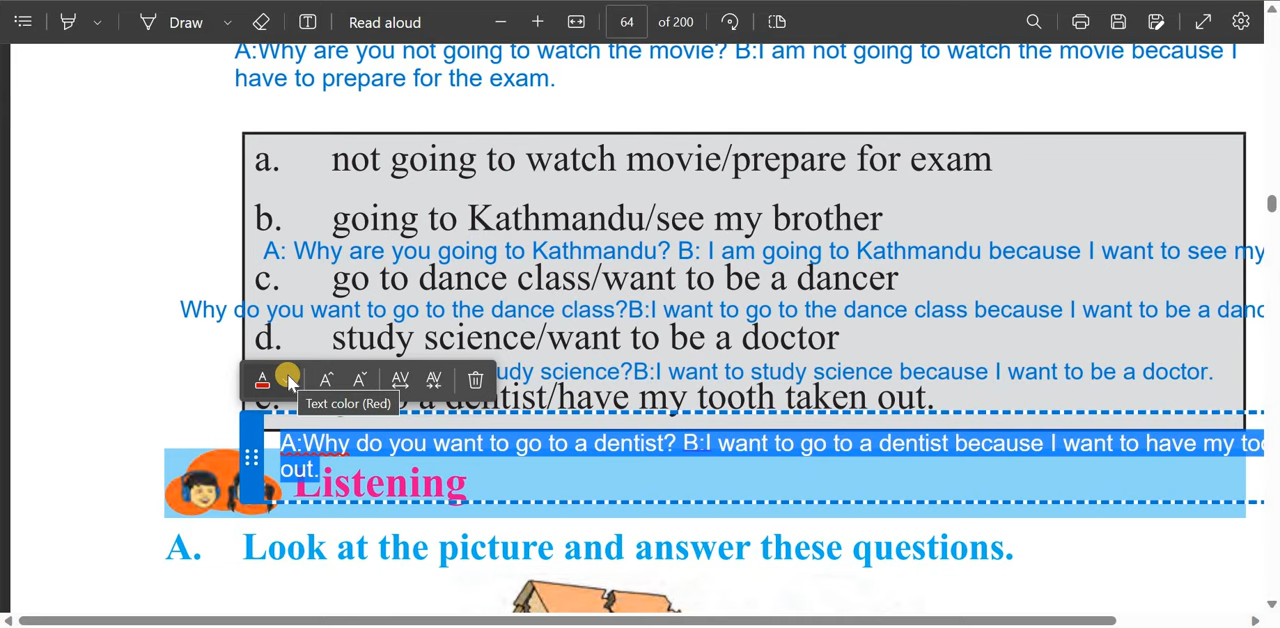 Draw
Read aloud
64
of 200
A:Why are you not going to watch the movie? B:I am not going to watch the movie because I
have to prepare for the exam.
a. not going to watch movie/prepare for exam
b. going to Kathmandu/see my brother
A: Why are you going to Kathmandu? B: I am going to Kathmandu because I want to see my
c. go to dance class/want to be a dancer
Why do you want to go to the dance class?B:I want to go to the dance class because I want to be a danc
d. study science/want to be a doctor
udy science?B:I want to study science because I want to be a doctor.
Text color (Red)
a dentist/have my tooth taken out.
A:Why do you want to go to a dentist? B:I want to go to a dentist because I want to have my too
out.
Listening
A. Look at the picture and answer these questions.